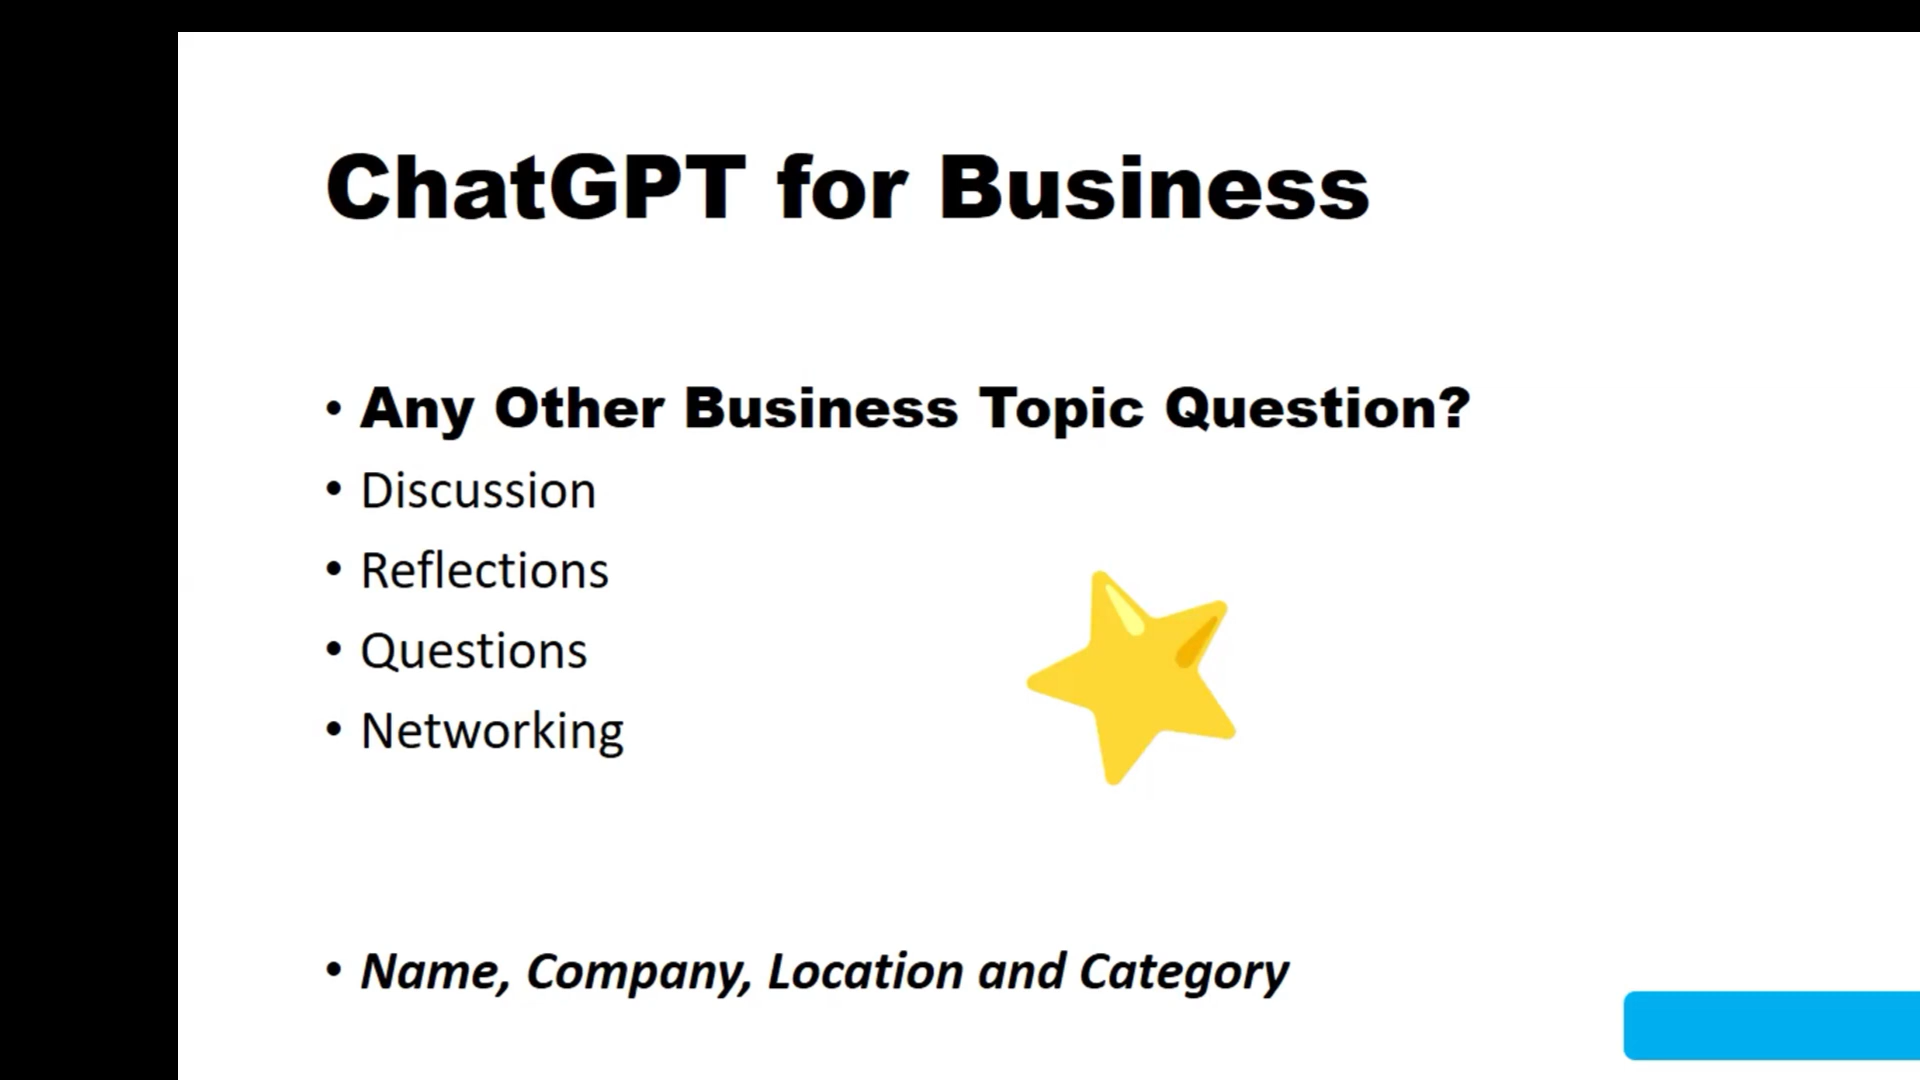 ChatGPT for Business
• Any Other Business Topic Question?
• Discussion
• Reflections
• Questions
• Networking
• Name, Company, Location and Category